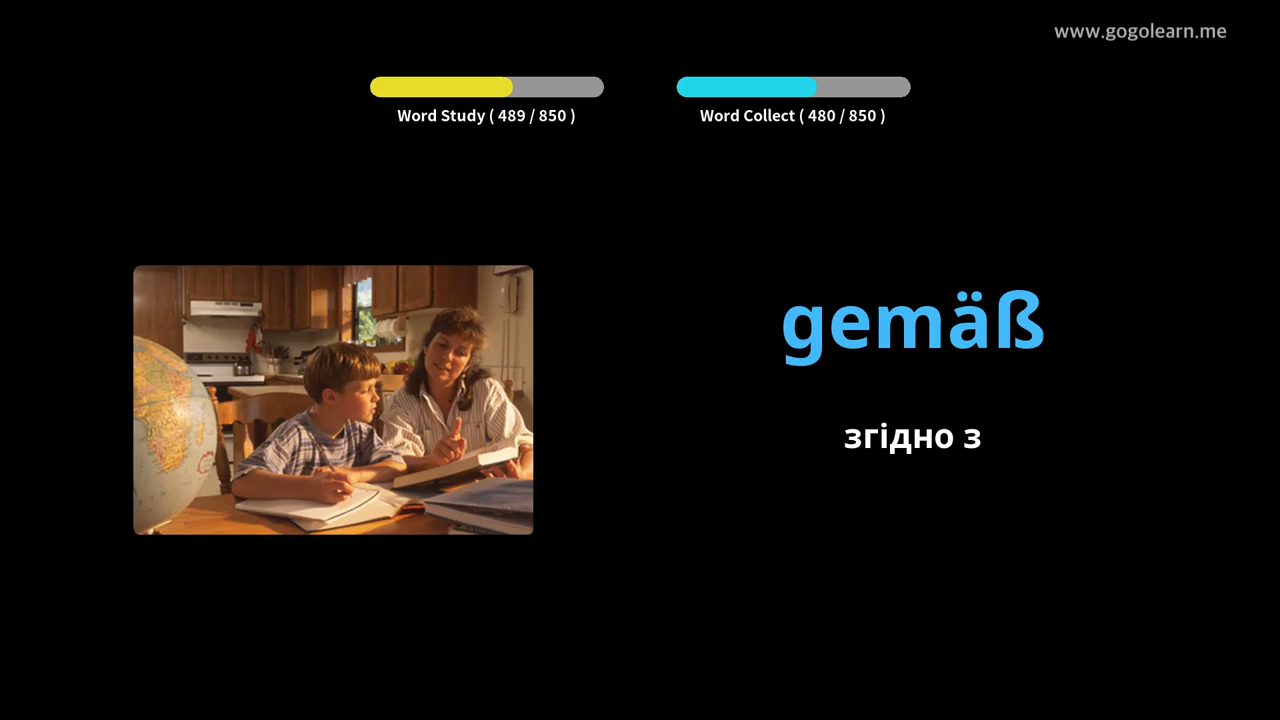 www.gogolearn.me
Word Study ( 489 / 850 )
Word Collect ( 480 / 850 )
gemäß
згідно з